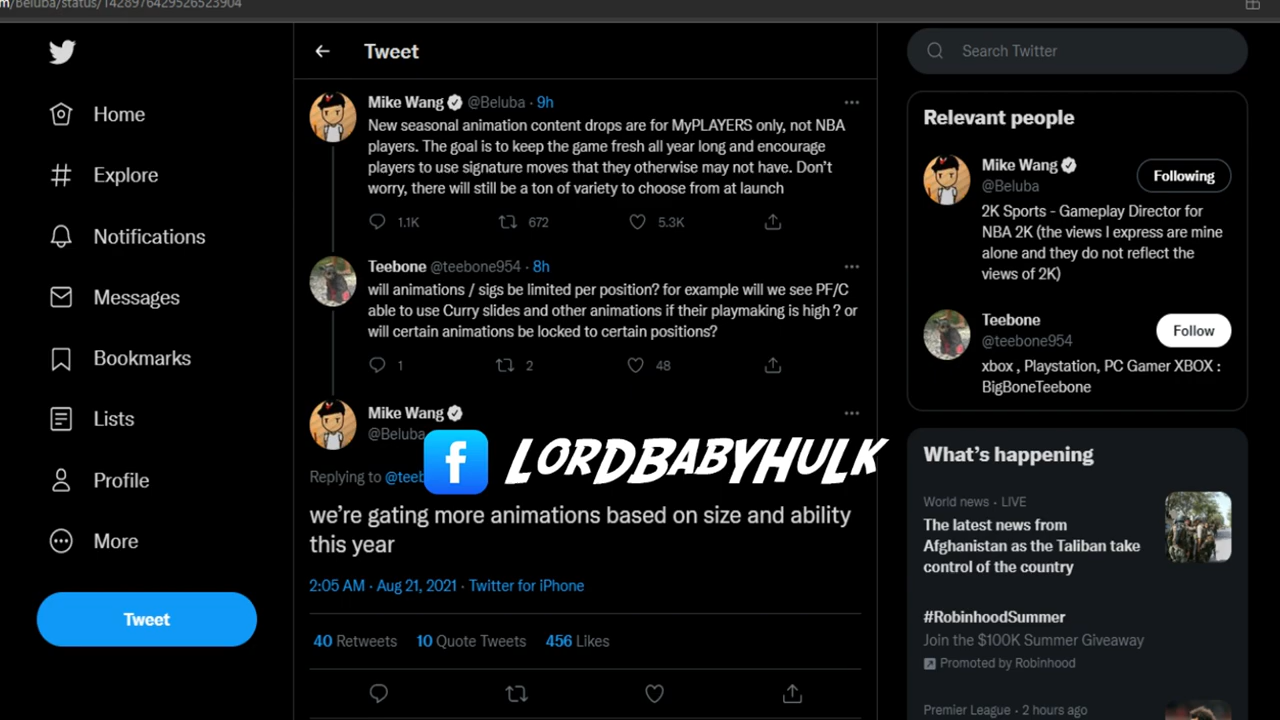 Tweet
Search Twitter
Home
Explore
Notifications
Messages
Bookmarks
Lists
Profile
More
Tweet
Mike Wang @Beluba · 9h
New seasonal animation content drops are for MyPLAYERS only, not NBA
players. The goal is to keep the game fresh all year long and encourage
players to use signature moves that they otherwise may not have. Don't
worry, there will still be a ton of variety to choose from at launch
1.1K 672 5.3K
Teebone @teebone954 · 8h
will animations / sigs be limited per position? for example will we see PF/C
able to use Curry slides and other animations if their playmaking is high ? or
will certain animations be locked to certain positions?
1 2 48
Mike Wang
@Beluba
LORDBABYHULK
Replying to @teeb
we're gating more animations based on size and ability
this year
2:05 AM · Aug 21, 2021 · Twitter for iPhone
40 Retweets 10 Quote Tweets 456 Likes
Relevant people
Mike Wang
@Beluba
Following
2K Sports - Gameplay Director for
NBA 2K (the views I express are mine
alone and they do not reflect the
views of 2K)
Teebone
@teebone954
Follow
xbox , Playstation, PC Gamer XBOX :
BigBoneTeebone
What's happening
World news · LIVE
The latest news from
Afghanistan as the Taliban take
control of the country
#RobinhoodSummer
Join the $100K Summer Giveaway
Promoted by Robinhood
Premier League · 2 hours ago